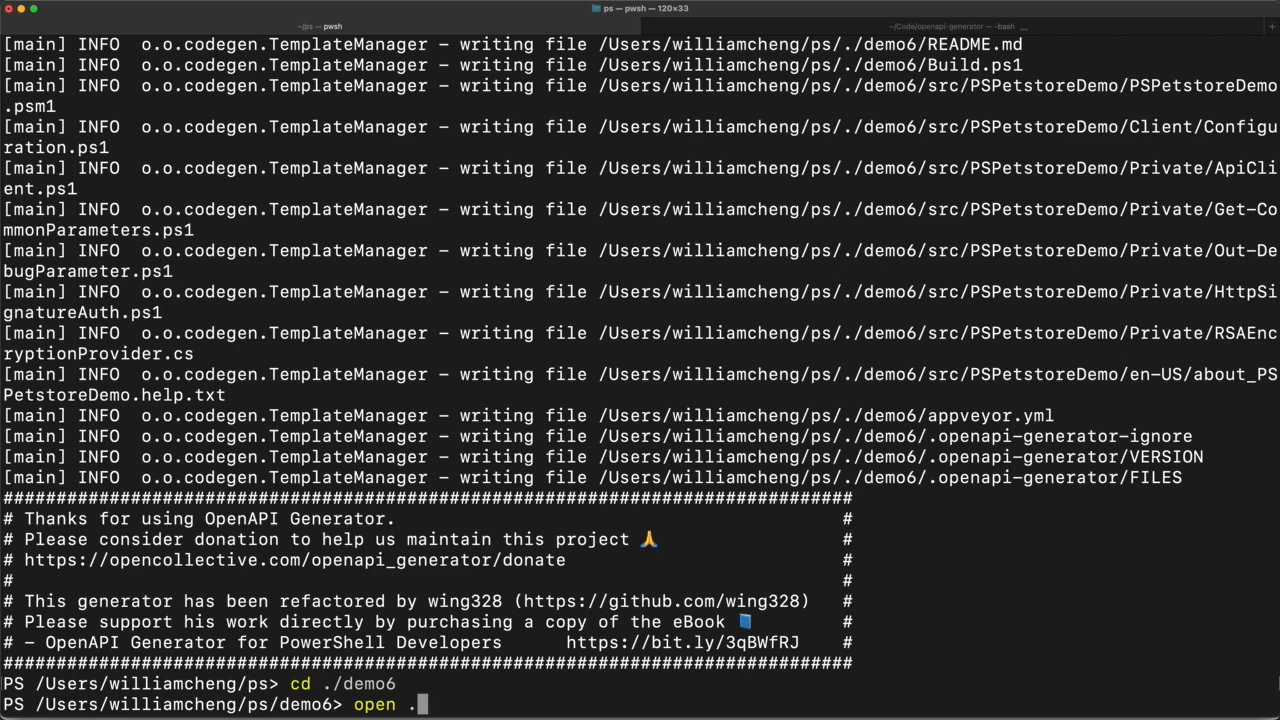 ps — pwsh — 120×33
~/ps — pwsh
~/Code/openapi-generator — -bash ...
[main] INFO  o.o.codegen.TemplateManager – writing file /Users/williamcheng/ps/./demo6/README.md
[main] INFO  o.o.codegen.TemplateManager – writing file /Users/williamcheng/ps/./demo6/Build.ps1
[main] INFO  o.o.codegen.TemplateManager – writing file /Users/williamcheng/ps/./demo6/src/PSPetstoreDemo/PSPetstoreDemo
.psm1
[main] INFO  o.o.codegen.TemplateManager – writing file /Users/williamcheng/ps/./demo6/src/PSPetstoreDemo/Client/Configu
ration.ps1
[main] INFO  o.o.codegen.TemplateManager – writing file /Users/williamcheng/ps/./demo6/src/PSPetstoreDemo/Private/ApiCli
ent.ps1
[main] INFO  o.o.codegen.TemplateManager – writing file /Users/williamcheng/ps/./demo6/src/PSPetstoreDemo/Private/Get-Co
mmonParameters.ps1
[main] INFO  o.o.codegen.TemplateManager – writing file /Users/williamcheng/ps/./demo6/src/PSPetstoreDemo/Private/Out-De
bugParameter.ps1
[main] INFO  o.o.codegen.TemplateManager – writing file /Users/williamcheng/ps/./demo6/src/PSPetstoreDemo/Private/HttpSi
gnatureAuth.ps1
[main] INFO  o.o.codegen.TemplateManager – writing file /Users/williamcheng/ps/./demo6/src/PSPetstoreDemo/Private/RSAEnc
ryptionProvider.cs
[main] INFO  o.o.codegen.TemplateManager – writing file /Users/williamcheng/ps/./demo6/src/PSPetstoreDemo/en-US/about_PS
PetstoreDemo.help.txt
[main] INFO  o.o.codegen.TemplateManager – writing file /Users/williamcheng/ps/./demo6/appveyor.yml
[main] INFO  o.o.codegen.TemplateManager – writing file /Users/williamcheng/ps/./demo6/.openapi-generator-ignore
[main] INFO  o.o.codegen.TemplateManager – writing file /Users/williamcheng/ps/./demo6/.openapi-generator/VERSION
[main] INFO  o.o.codegen.TemplateManager – writing file /Users/williamcheng/ps/./demo6/.openapi-generator/FILES
################################################################################
# Thanks for using OpenAPI Generator.                                          #
# Please consider donation to help us maintain this project 🙏                 #
# https://opencollective.com/openapi_generator/donate                          #
#                                                                              #
# This generator has been refactored by wing328 (https://github.com/wing328)   #
# Please support his work directly by purchasing a copy of the eBook 📘        #
# – OpenAPI Generator for PowerShell Developers      https://bit.ly/3qBWfRJ    #
################################################################################
PS /Users/williamcheng/ps> cd ./demo6
PS /Users/williamcheng/ps/demo6> open .